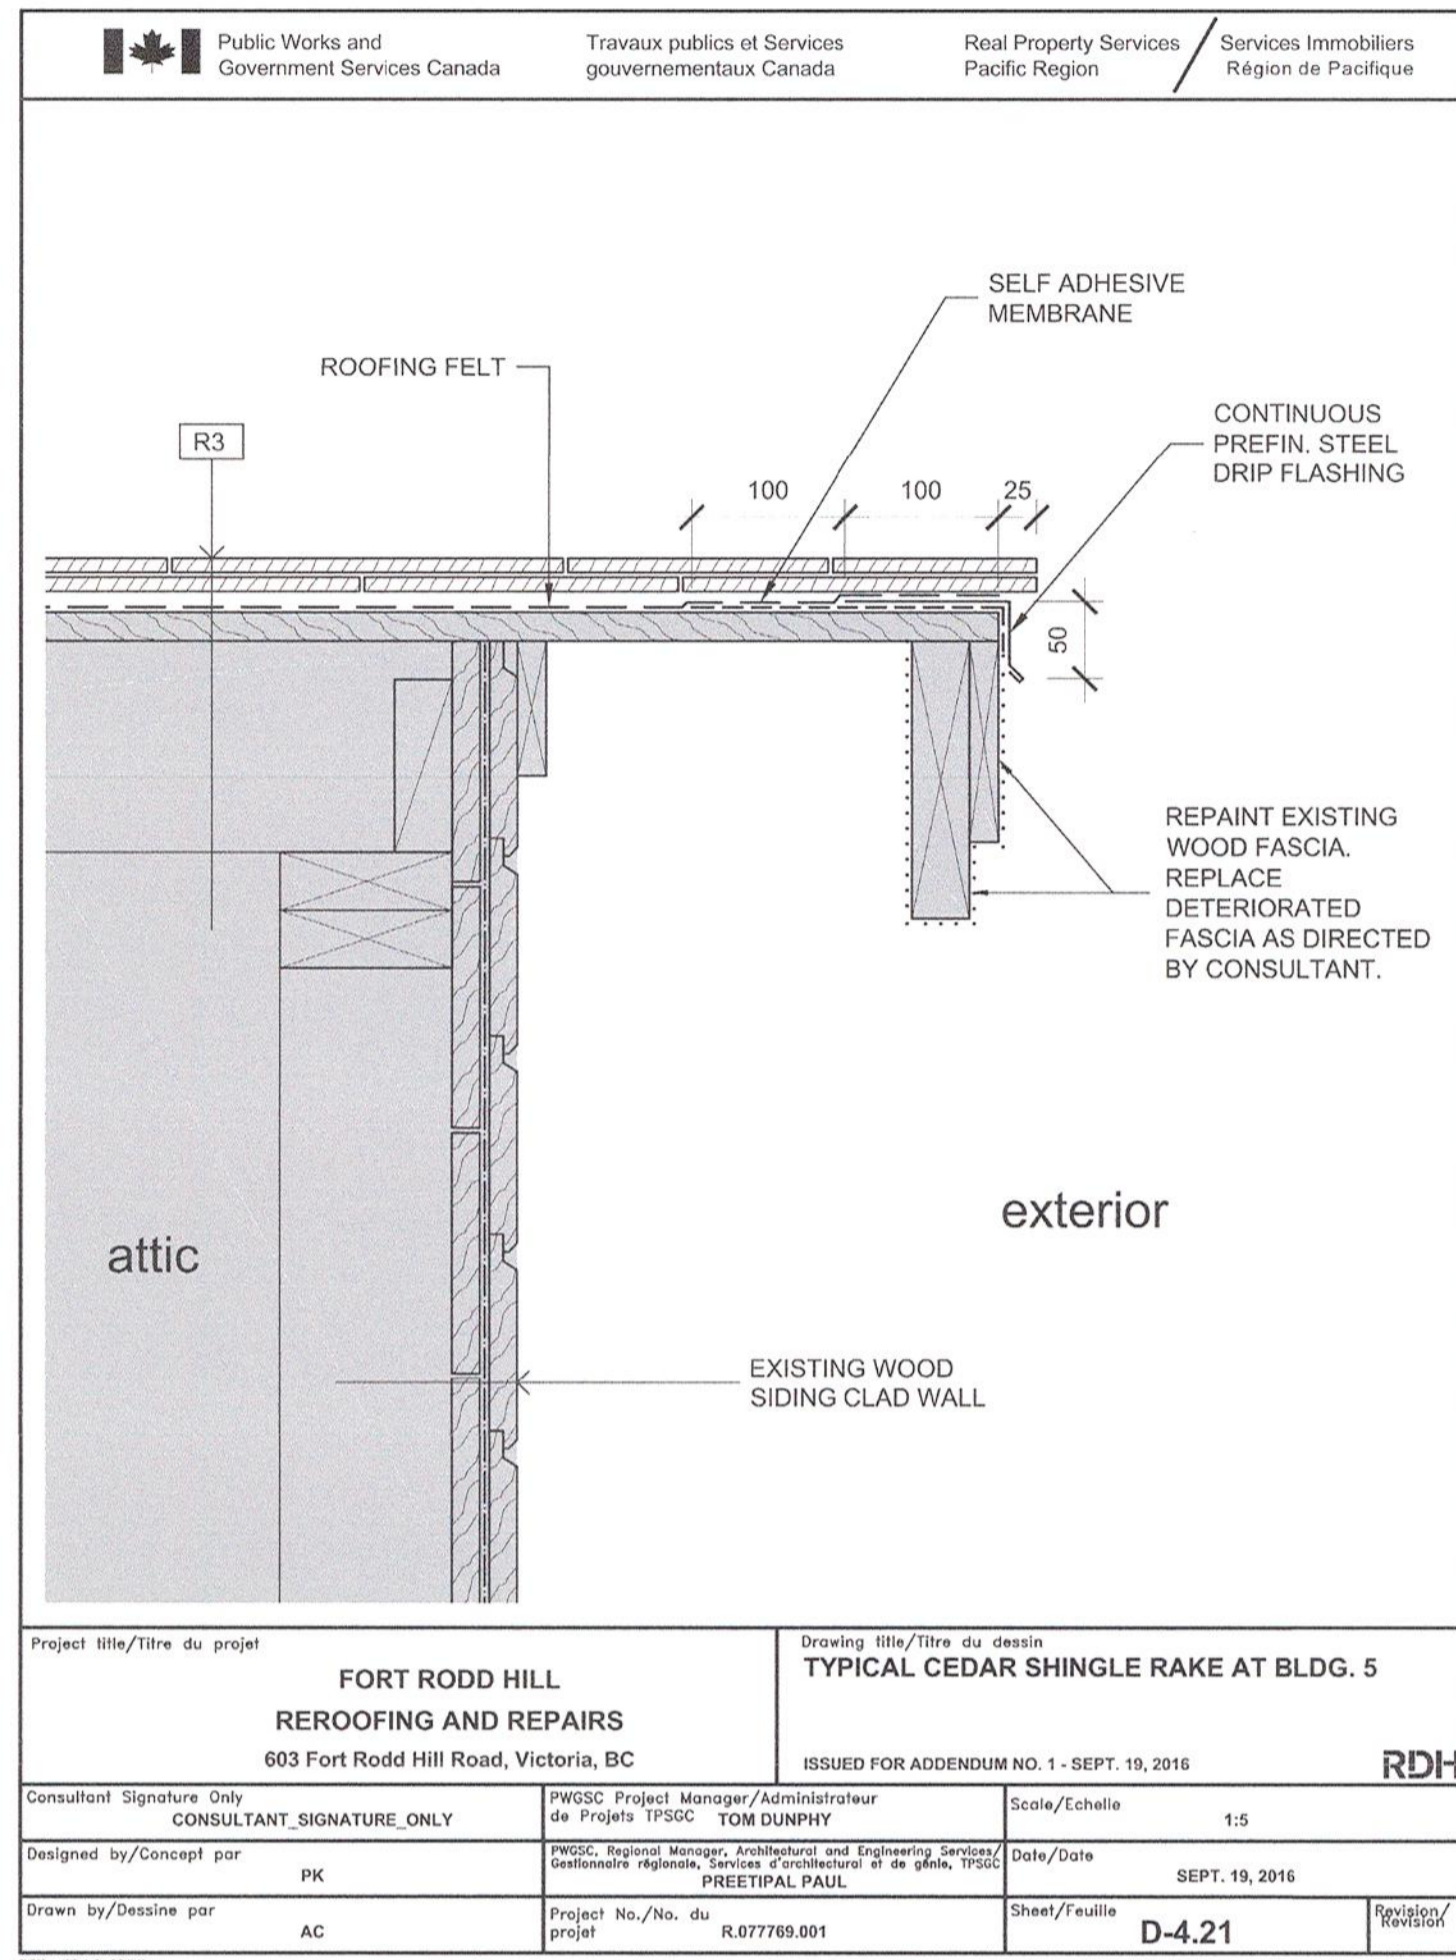 Public Works and
Government Services Canada
Travaux publics et Services
gouvernementaux Canada
Real Property Services
Pacific Region
Services Immobiliers
Région de Pacifique
SELF ADHESIVE
MEMBRANE
ROOFING FELT
CONTINUOUS
PREFIN. STEEL
DRIP FLASHING
R3
100
100
25
50
REPAINT EXISTING
WOOD FASCIA.
REPLACE
DETERIORATED
FASCIA AS DIRECTED
BY CONSULTANT.
exterior
attic
EXISTING WOOD
SIDING CLAD WALL
Project title/Titre du projet
FORT RODD HILL
REROOFING AND REPAIRS
603 Fort Rodd Hill Road, Victoria, BC
Drawing title/Titre du dessin
TYPICAL CEDAR SHINGLE RAKE AT BLDG. 5
ISSUED FOR ADDENDUM NO. 1 - SEPT. 19, 2016
RDH
Consultant Signature Only
CONSULTANT_SIGNATURE_ONLY
PWGSC Project Manager/Administrateur
de Projets TPSGC TOM DUNPHY
Scale/Echelle
1:5
Designed by/Concept par
PK
PWGSC, Regional Manager, Architectural and Engineering Services/
Gestionnaire régionale, Services d'architectural et de génie, TPSGC
PREETIPAL PAUL
Date/Date
SEPT. 19, 2016
Drawn by/Dessine par
AC
Project No./No. du
projet R.077769.001
Sheet/Feuille
D-4.21
Revision/
Revision